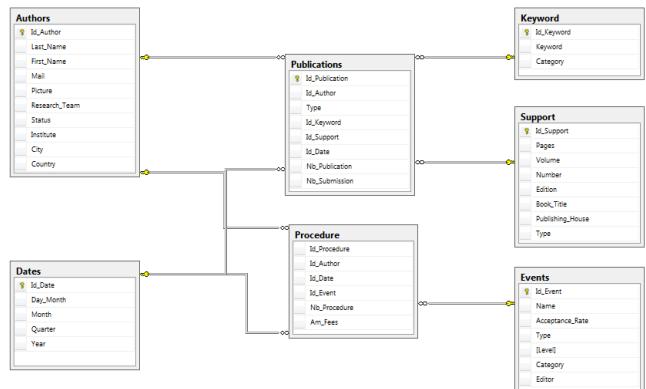 Authors
Id_Author
Last_Name
First_Name
Mail
Picture
Research_Team
Status
Institute
City
Country
Publications
Id_Publication
Id_Author
Type
Id_Keyword
Id_Support
Id_Date
Nb_Publication
Nb_Submission
Keyword
Id_Keyword
Keyword
Category
Support
Id_Support
Pages
Volume
Number
Edition
Book_Title
Publishing_House
Type
Dates
Id_Date
Day_Month
Month
Quarter
Year
Procedure
Id_Procedure
Id_Author
Id_Date
Id_Event
Nb_Procedure
Am_Fees
Events
Id_Event
Name
Acceptance_Rate
Type
[Level]
Category
Editor